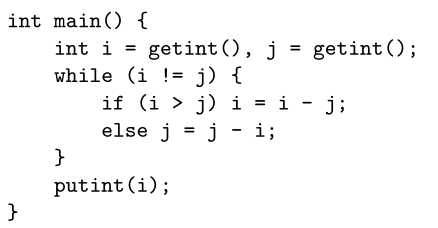 int main() {
    int i = getint(), j = getint();
    while (i != j) {
        if (i > j) i = i - j;
        else j = j - i;
    }
    putint(i);
}